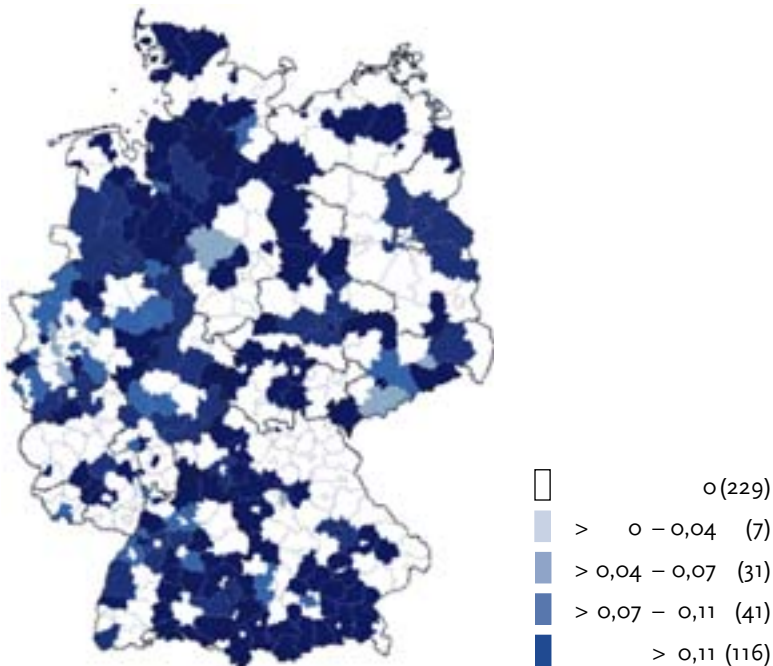 0 (229)
> 0 – 0,04 (7)
> 0,04 – 0,07 (31)
> 0,07 – 0,11 (41)
> 0,11 (116)